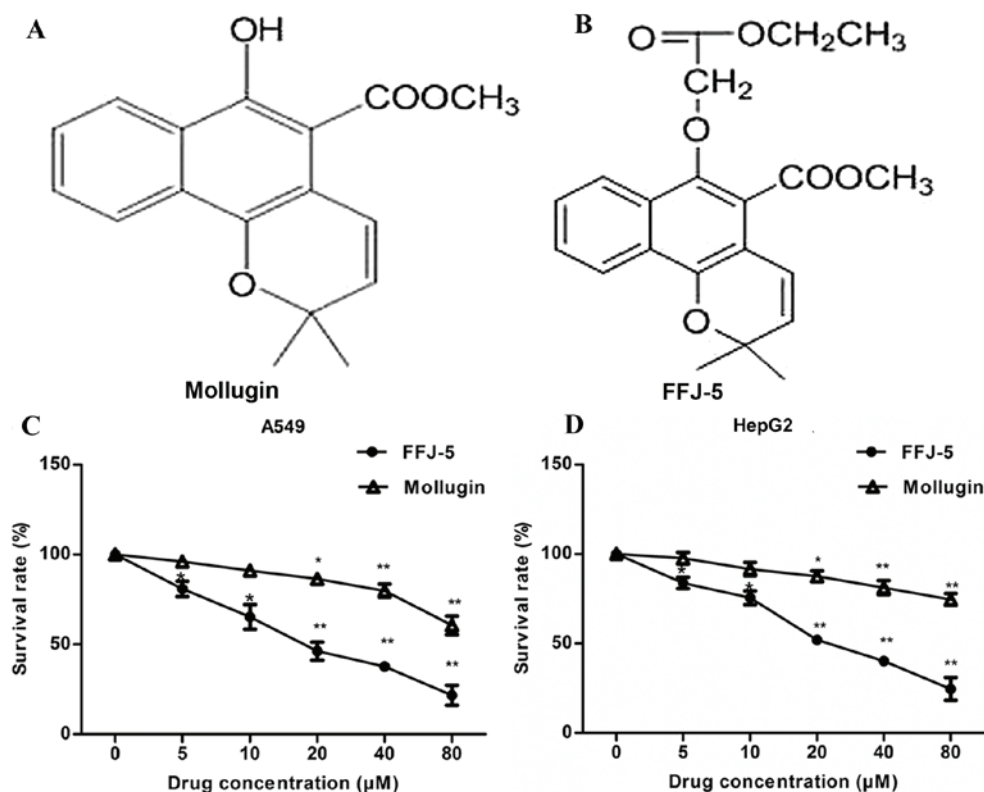 A
OH
COOCH3
O
Mollugin
B
O
OCH2CH3
CH2
O
COOCH3
O
FFJ-5
C
A549
FFJ-5
Mollugin
Survival rate (%)
150
100
50
0
* * * * ** ** ** **
0 5 10 20 40 80
Drug concentration (μM)
D
HepG2
FFJ-5
Mollugin
Survival rate (%)
150
100
50
0
* * * ** ** ** ** **
0 5 10 20 40 80
Drug concentration (μM)